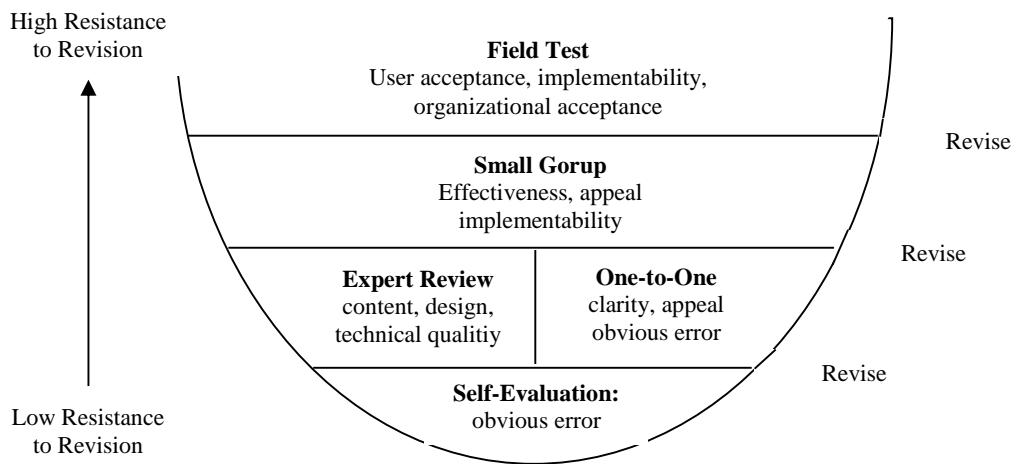 High Resistance
to Revision
Field Test
User acceptance, implementability,
organizational acceptance
Revise
Small Gorup
Effectiveness, appeal
implementability
Revise
Expert Review
content, design,
technical qualitiy
One-to-One
clarity, appeal
obvious error
Revise
Self-Evaluation:
obvious error
Low Resistance
to Revision